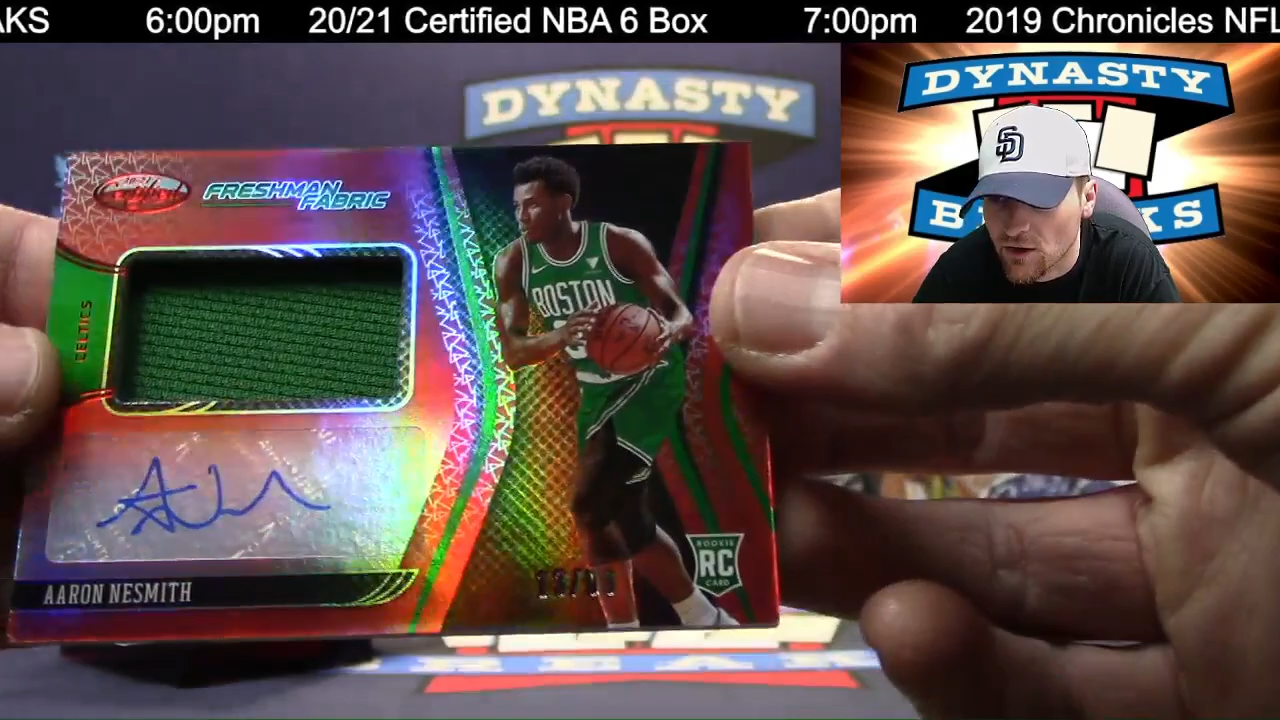 AKS 6:00pm 20/21 Certified NBA 6 Box 7:00pm 2019 Chronicles NFL
DYNASTY
DYNASTY
SD
FRESHMAN
FABRIC
CELTICS
BOSTON
AARON NESMITH
ROOKIE
RC
CARD